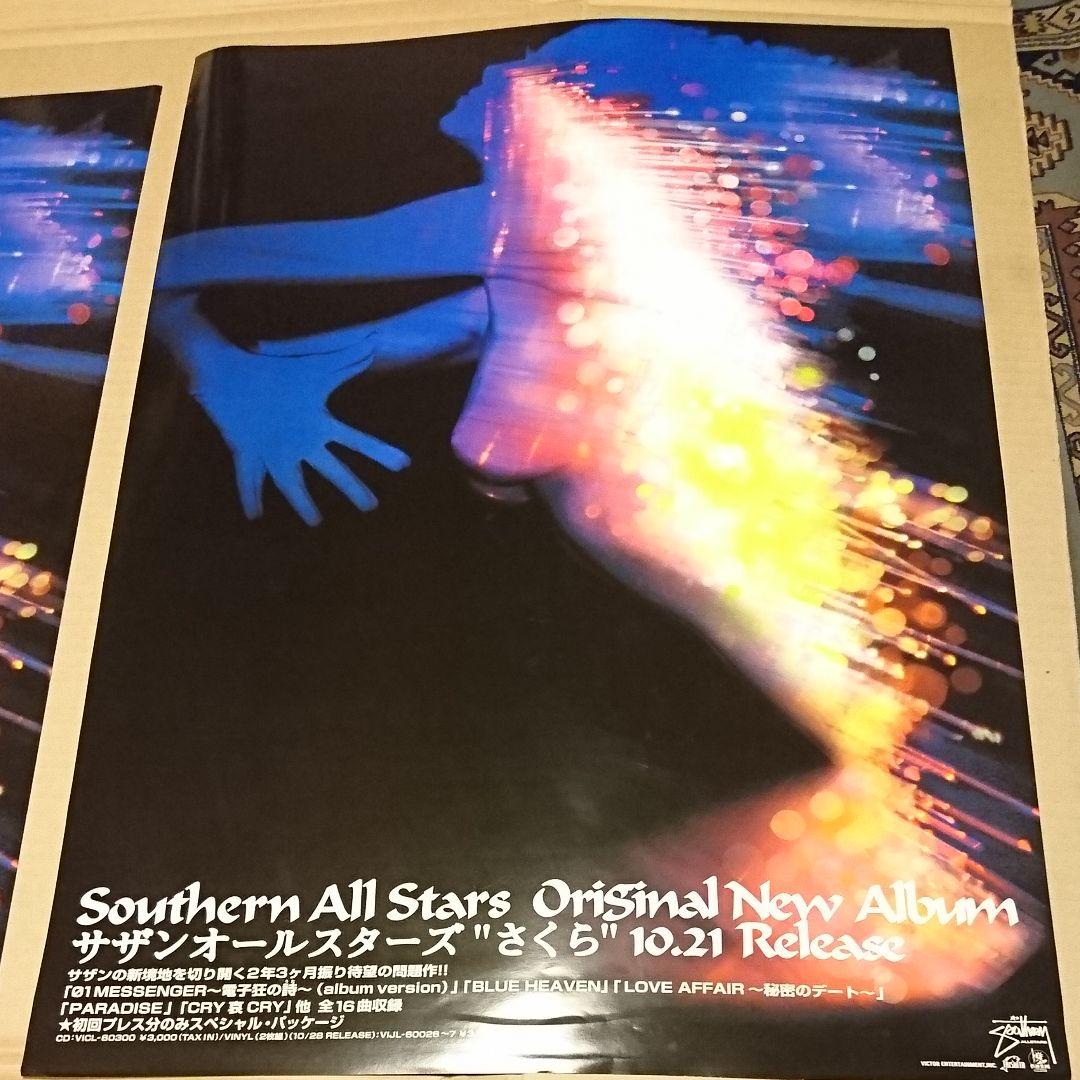 Southern All Stars Original New Album
サザンオールスターズ "さくら" 10.21 Release
サザンの新境地を切り開く2年3ヶ月振り待望の問題作!!
「01MESSENGER～電子狂の詩～(album version)」「BLUE HEAVEN」「LOVE AFFAIR ～秘密のデート～」
「PARADISE」「CRY 哀 CRY」他 全16曲収録
★初回プレス分のみスペシャル・パッケージ
CD:VICL-60300 ¥3,000(TAX IN)/VINYL(2枚組)(10/28 RELEASE):VIJL-60026～7
Southern
ALL STARS
VICTOR ENTERTAINMENT, INC.